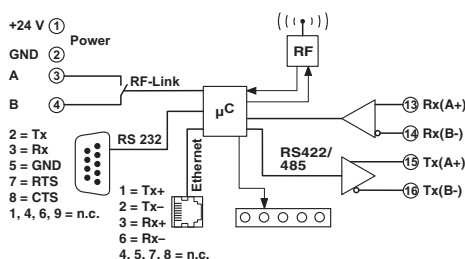 +24 V 1
Power
GND 2
A 3
RF-Link
B 4
RF
µC
13 Rx(A+)
14 Rx(B-)
RS422/
485
15 Tx(A+)
16 Tx(B-)
2 = Tx
3 = Rx
5 = GND
7 = RTS
8 = CTS
1, 4, 6, 9 = n.c.
RS 232
Ethernet
1 = Tx+
2 = Tx–
3 = Rx+
6 = Rx–
4, 5, 7, 8 = n.c.